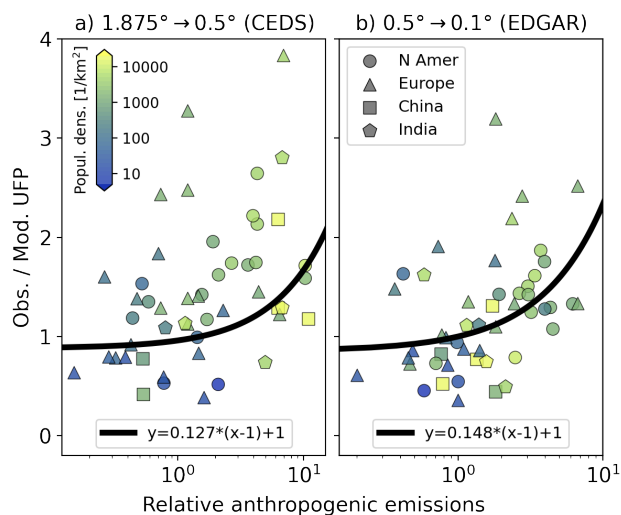 a) 1.875° → 0.5° (CEDS)
b) 0.5° → 0.1° (EDGAR)
4
3
2
1
0
Obs. / Mod. UFP
Popul. dens. [1/km²]
10000
1000
100
10
N Amer
Europe
China
India
y=0.127*(x-1)+1
y=0.148*(x-1)+1
10⁰
10¹
10⁰
10¹
Relative anthropogenic emissions